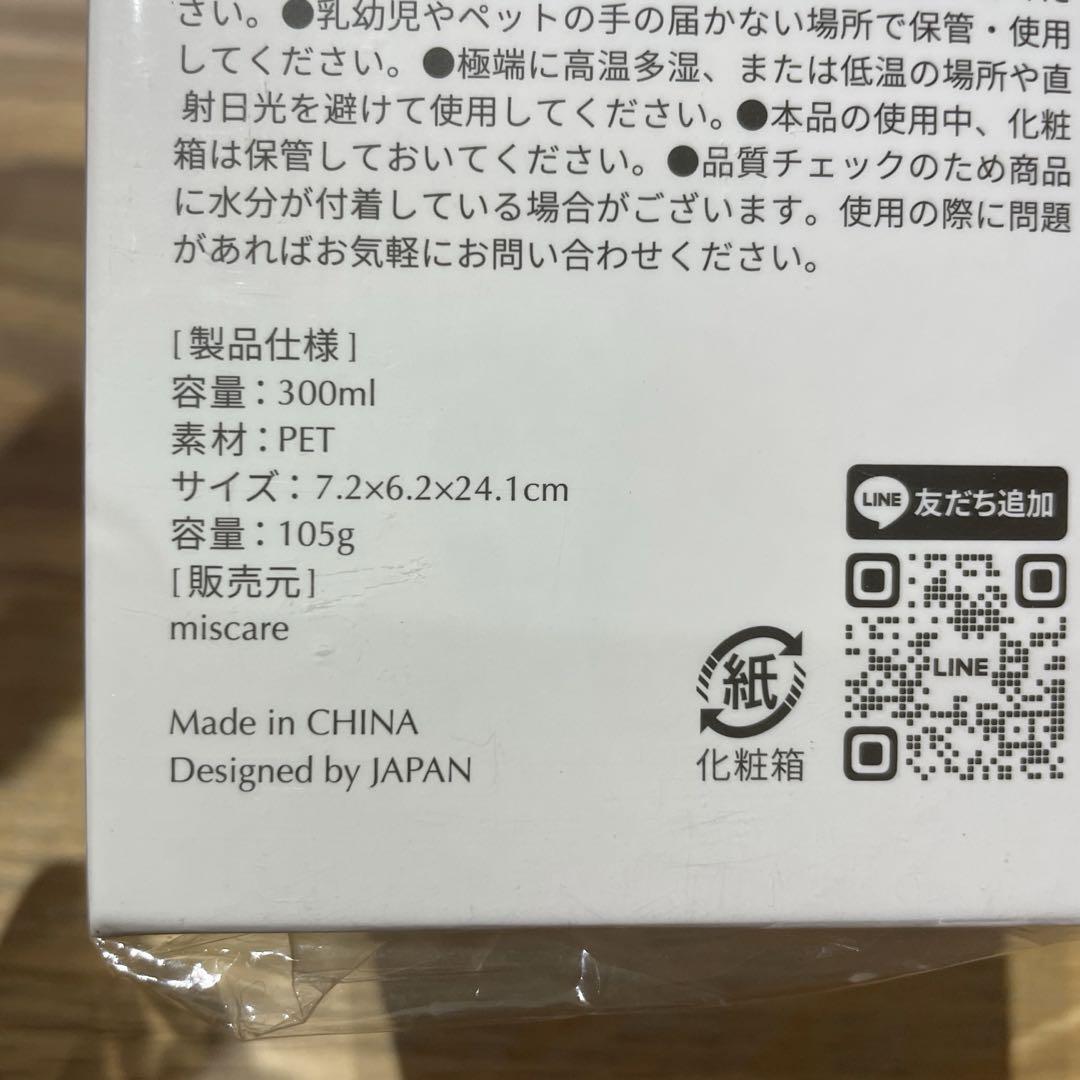 さい。●乳幼児やペットの手の届かない場所で保管・使用
してください。●極端に高温多湿、または低温の場所や直
射日光を避けて使用してください。●本品の使用中、化粧
箱は保管しておいてください。●品質チェックのため商品
に水分が付着している場合がございます。使用の際に問題
があればお気軽にお問い合わせください。
[製品仕様]
容量：300ml
素材：PET
サイズ：7.2×6.2×24.1cm
容量：105g
[販売元]
miscare
Made in CHINA
Designed by JAPAN
紙
化粧箱
LINE 友だち追加
LINE